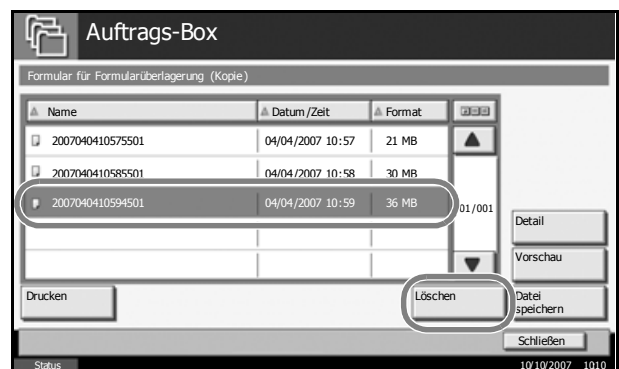 Auftrags-Box
Formular für Formularüberlagerung (Kopie)
Name Datum/Zeit Format
2007040410575501 04/04/2007 10:57 21 MB
2007040410585501 04/04/2007 10:58 30 MB
2007040410594501 04/04/2007 10:59 36 MB
01/001
Detail
Vorschau
Drucken Löschen Datei speichern
Schließen
Status 10/10/2007 1010